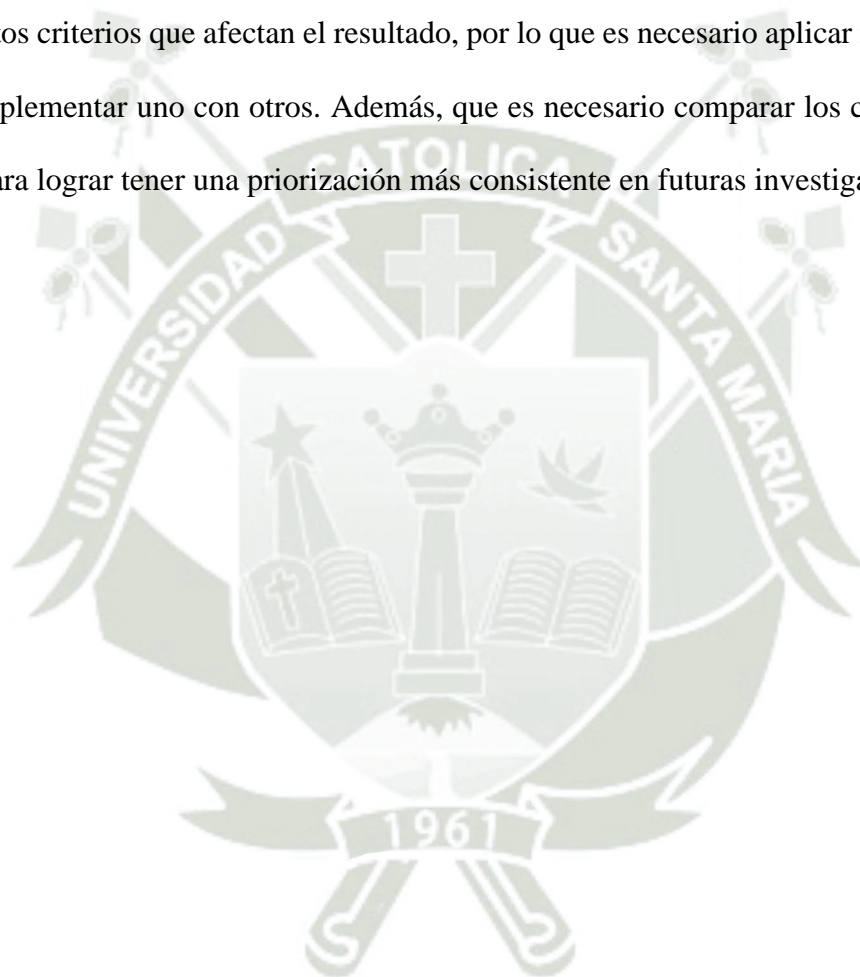 tos criterios que afectan el resultado, por lo que es necesario aplicar
plementar uno con otros. Además, que es necesario comparar los c
ara lograr tener una priorización más consistente en futuras investiga
UNIVERSIDAD CATOLICA SANTA MARIA
1961